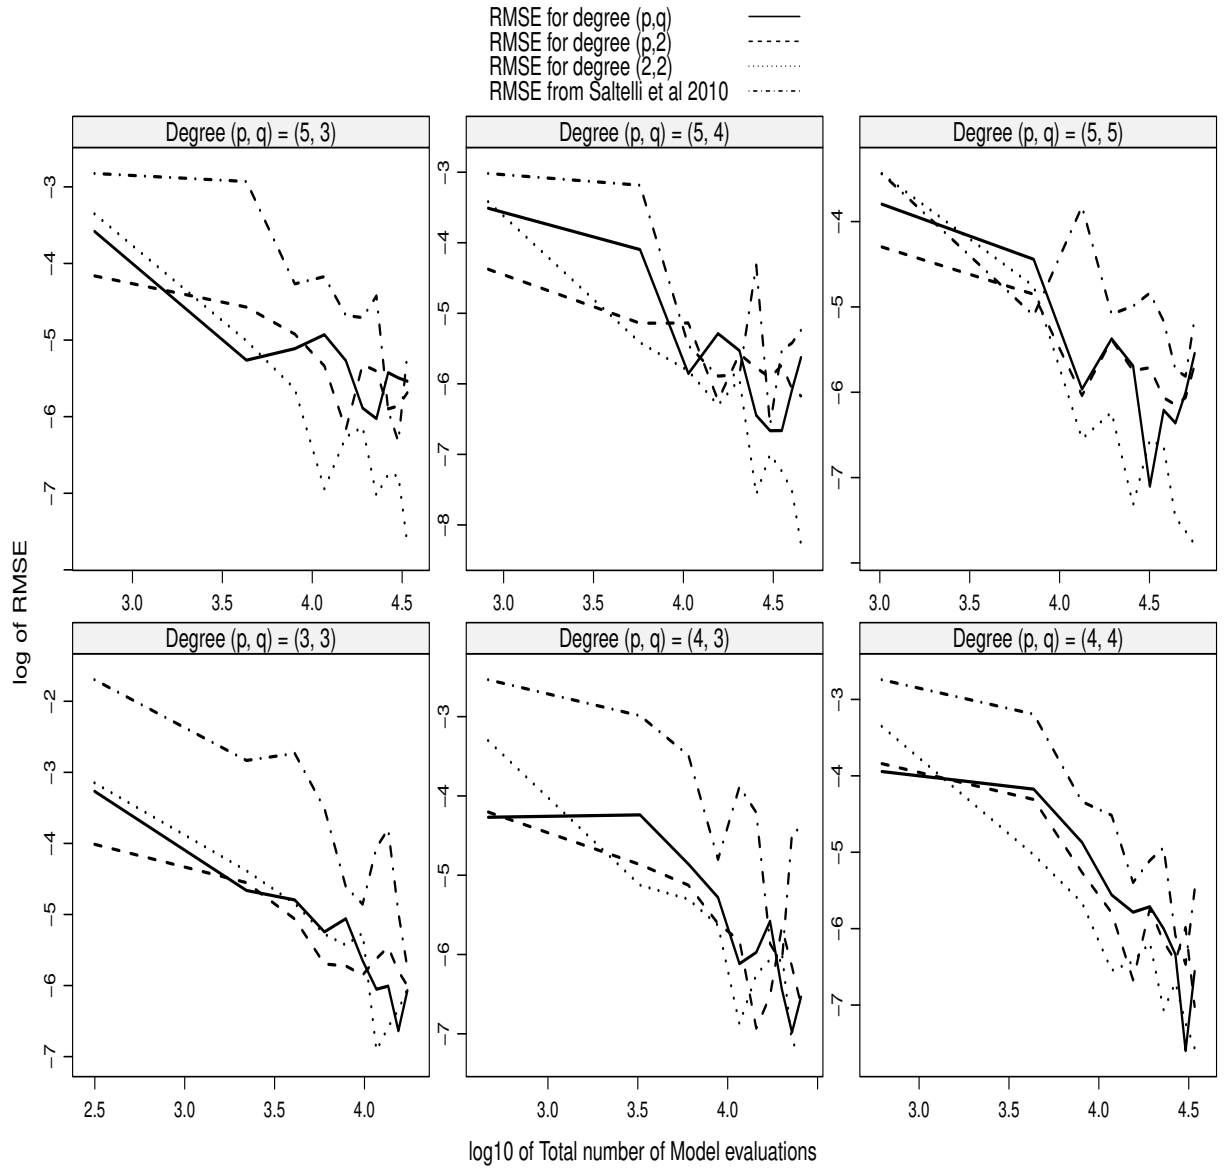 RMSE for degree (p,q)
RMSE for degree (p,2)
RMSE for degree (2,2)
RMSE from Saltelli et al 2010
Degree (p, q) = (5, 3)
Degree (p, q) = (5, 4)
Degree (p, q) = (5, 5)
−3
−4
−5
−6
−7
3.0 3.5 4.0 4.5
−3
−4
−5
−6
−7
−8
3.0 3.5 4.0 4.5
−4
−5
−6
−7
3.0 3.5 4.0 4.5
log of RMSE
Degree (p, q) = (3, 3)
Degree (p, q) = (4, 3)
Degree (p, q) = (4, 4)
−2
−3
−4
−5
−6
−7
2.5 3.0 3.5 4.0
−3
−4
−5
−6
−7
3.0 3.5 4.0 4.5
−3
−4
−5
−6
−7
3.0 3.5 4.0 4.5
log10 of Total number of Model evaluations